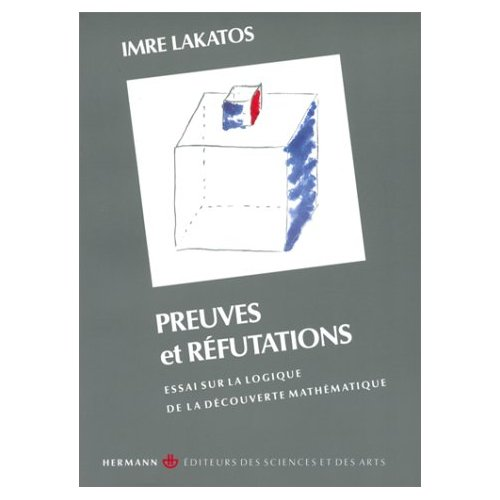 IMRE LAKATOS
PREUVES
et RÉFUTATIONS
ESSAI SUR LA LOGIQUE
DE LA DÉCOUVERTE MATHÉMATIQUE
HERMANN ÉDITEURS DES SCIENCES ET DES ARTS